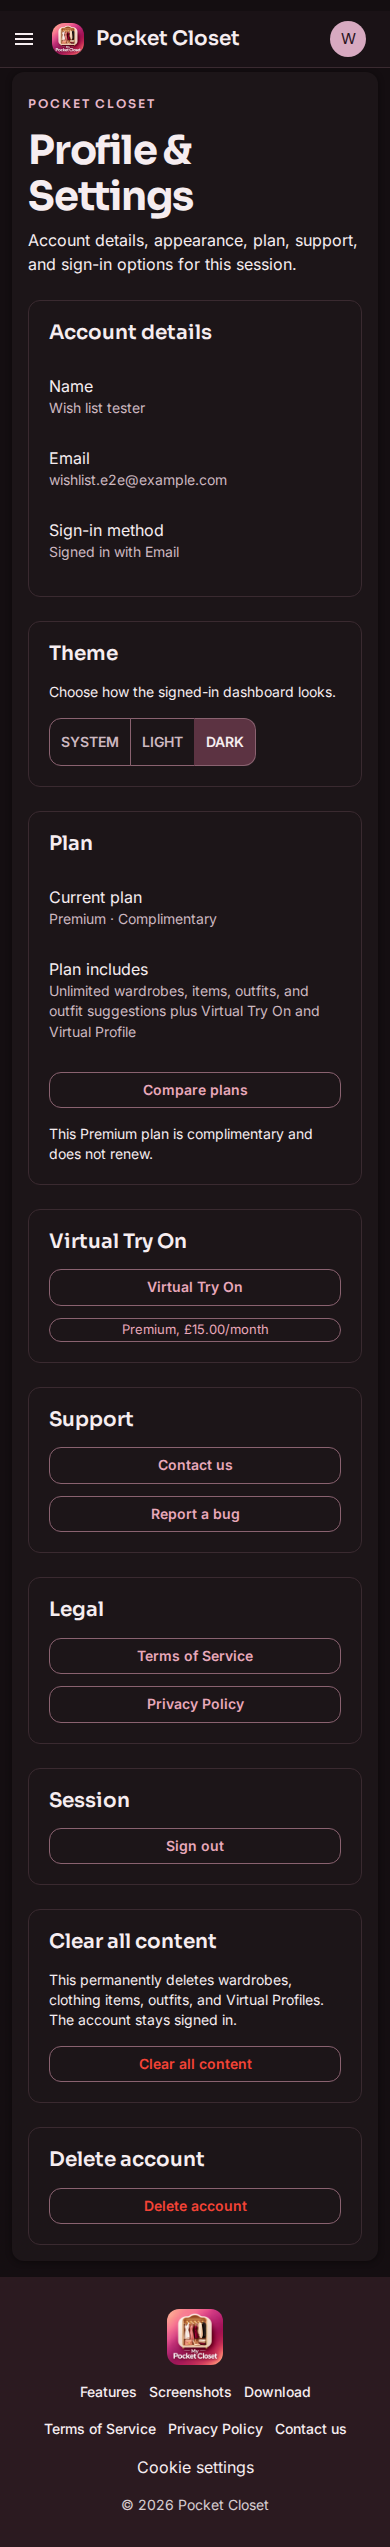 Pocket Closet
W
POCKET CLOSET
Profile &
Settings
Account details, appearance, plan, support,
and sign-in options for this session.
Account details
Name
Wish list tester
Email
wishlist.e2e@example.com
Sign-in method
Signed in with Email
Theme
Choose how the signed-in dashboard looks.
SYSTEM LIGHT DARK
Plan
Current plan
Premium · Complimentary
Plan includes
Unlimited wardrobes, items, outfits, and
outfit suggestions plus Virtual Try On and
Virtual Profile
Compare plans
This Premium plan is complimentary and
does not renew.
Virtual Try On
Virtual Try On
Premium, £15.00/month
Support
Contact us
Report a bug
Legal
Terms of Service
Privacy Policy
Session
Sign out
Clear all content
This permanently deletes wardrobes,
clothing items, outfits, and Virtual Profiles.
The account stays signed in.
Clear all content
Delete account
Delete account
My
Pocket Closet
Features Screenshots Download
Terms of Service Privacy Policy Contact us
Cookie settings
© 2026 Pocket Closet